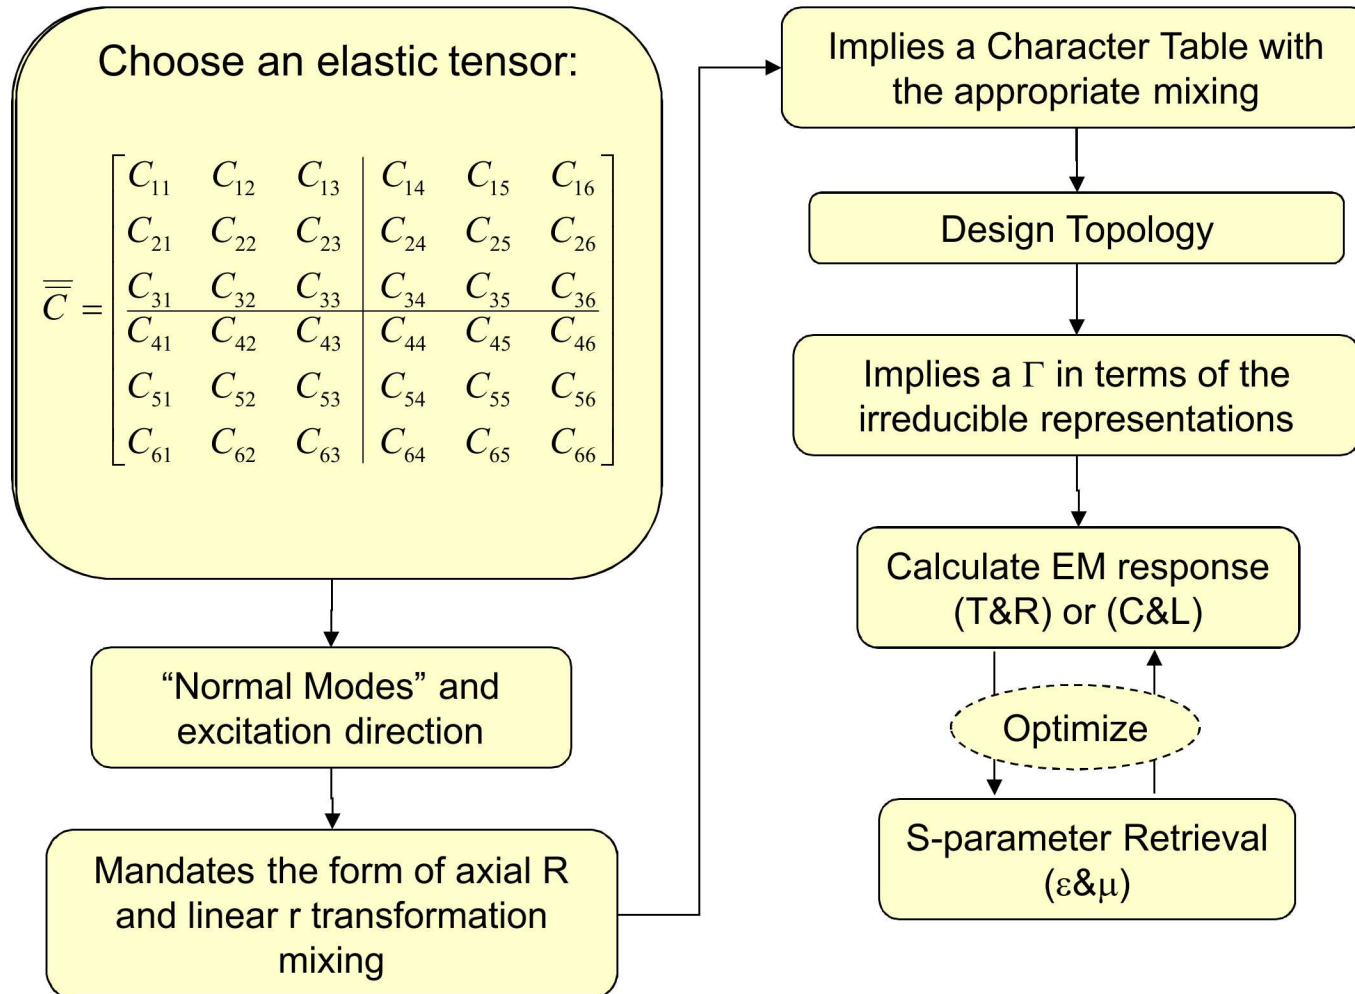 Choose an elastic tensor:
C₁₁ C₁₂ C₁₃ C₁₄ C₁₅ C₁₆
C₂₁ C₂₂ C₂₃ C₂₄ C₂₅ C₂₆
C₃₁ C₃₂ C₃₃ C₃₄ C₃₅ C₃₆
C =
C₄₁ C₄₂ C₄₃ C₄₄ C₄₅ C₄₆
C₅₁ C₅₂ C₅₃ C₅₄ C₅₅ C₅₆
C₆₁ C₆₂ C₆₃ C₆₄ C₆₅ C₆₆
“Normal Modes” and
excitation direction
Mandates the form of axial R
and linear r transformation
mixing
Implies a Character Table with
the appropriate mixing
Design Topology
Implies a Γ in terms of the
irreducible representations
Calculate EM response
(T&R) or (C&L)
Optimize
S-parameter Retrieval
(ε&μ)